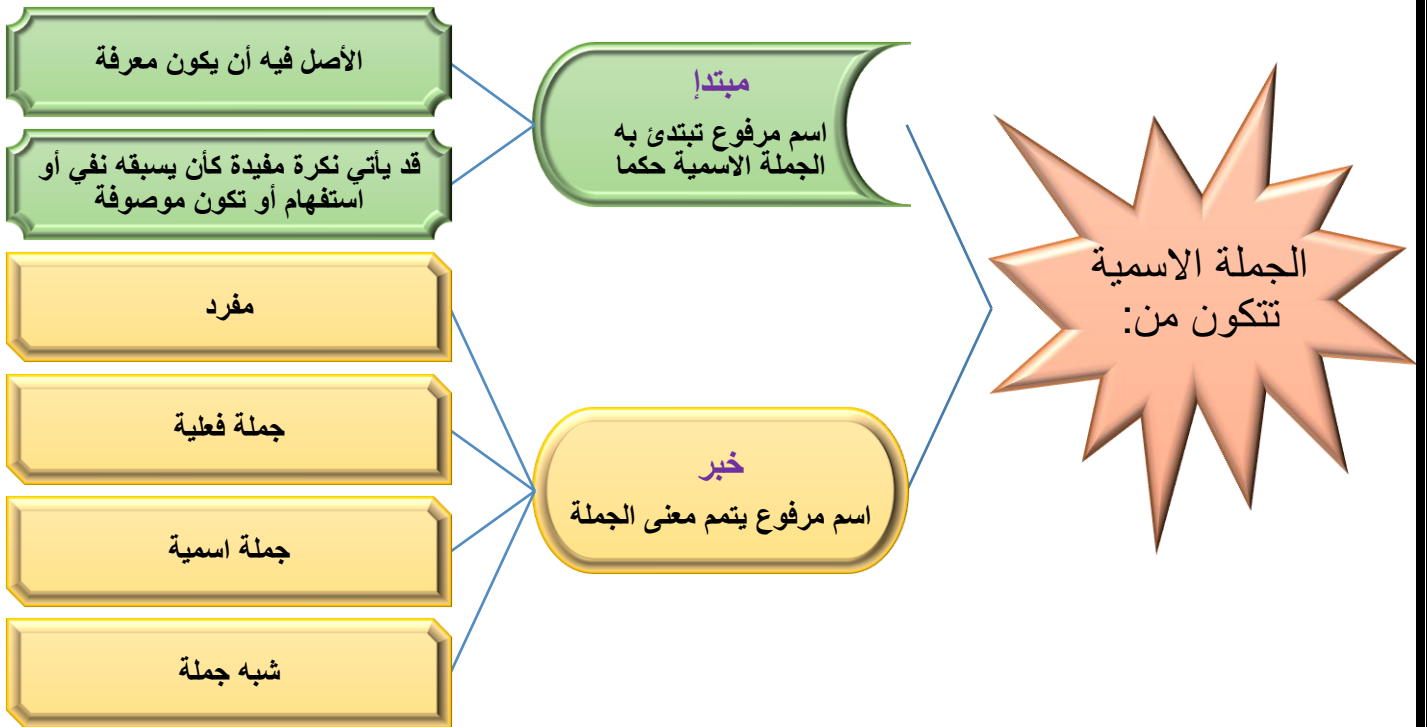 الجملة الاسمية
تتكون من:
مبتدإ
اسم مرفوع تبتدئ به
الجملة الاسمية حكما
الأصل فيه أن يكون معرفة
قد يأتي نكرة مفيدة كأن يسبقه نفي أو
استفهام أو تكون موصوفة
خبر
اسم مرفوع يتمم معنى الجملة
مفرد
جملة فعلية
جملة اسمية
شبه جملة